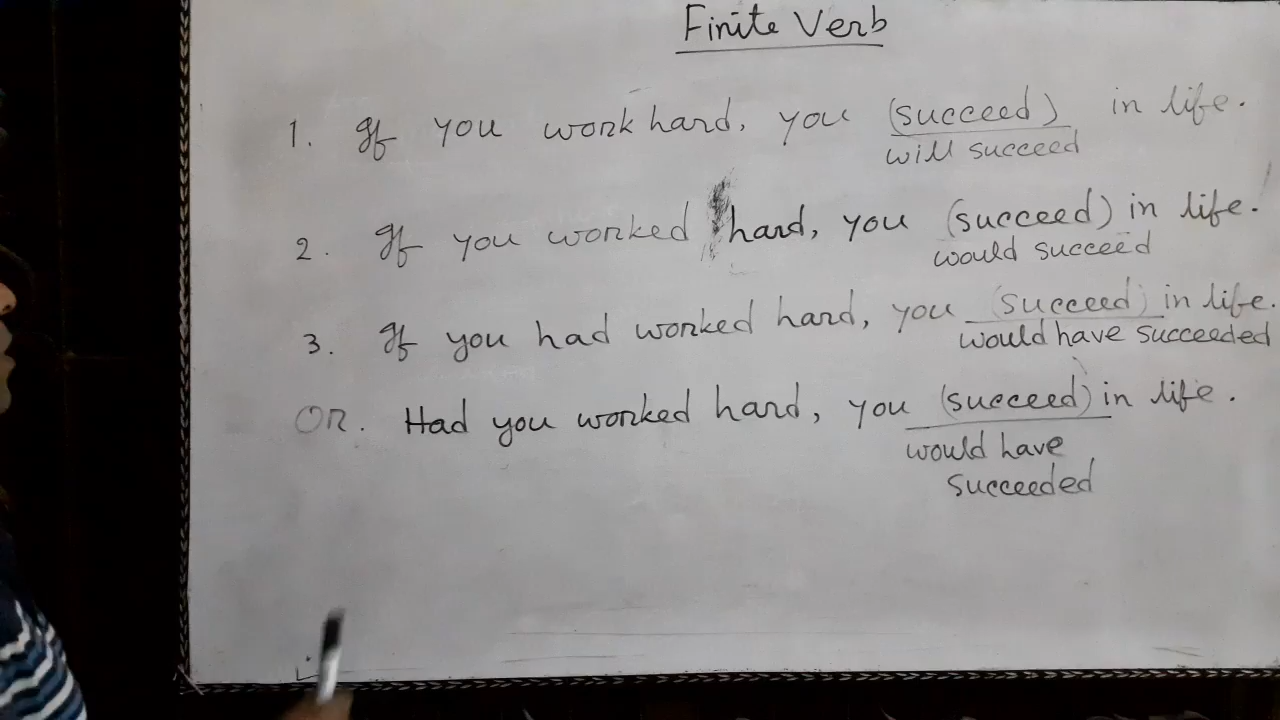 Finite Verb
1. If you work hard, you (succeed) in life.
will succeed
2. If you worked hard, you (succeed) in life.
would succeed
3. If you had worked hard, you (succeed) in life.
would have succeeded
OR. Had you worked hard, you (succeed) in life.
would have
succeeded